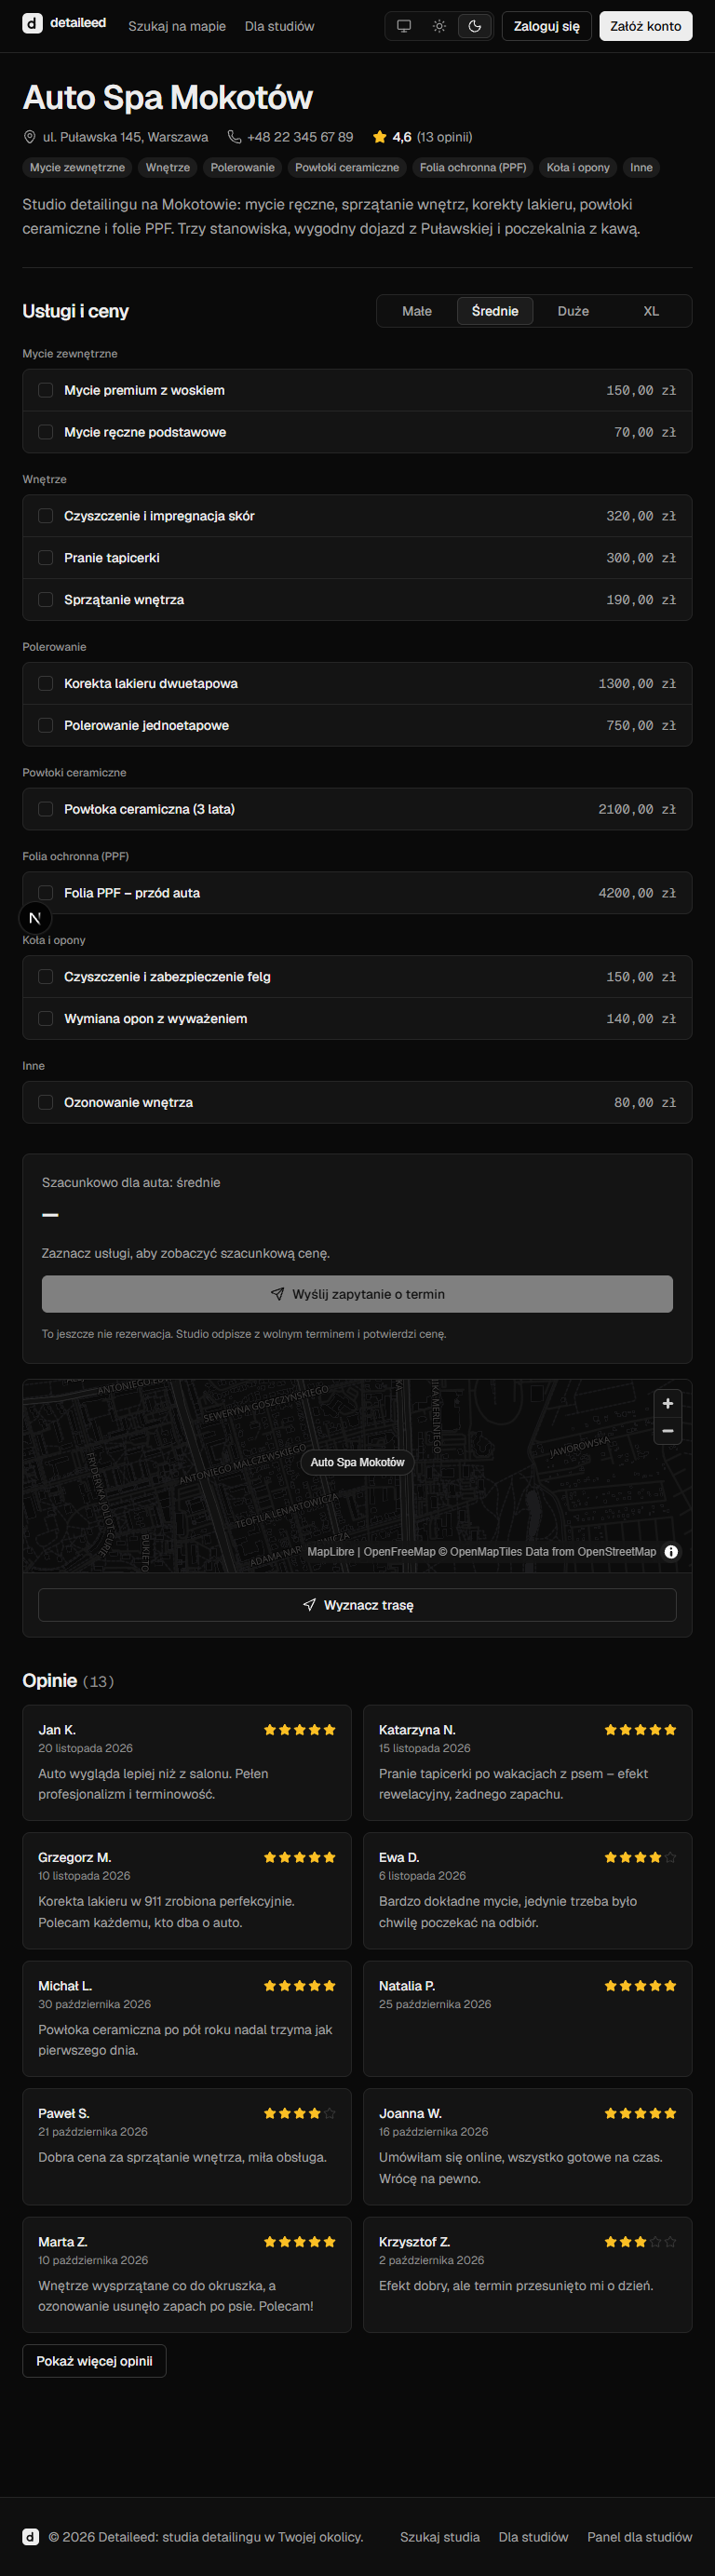 d detaileed Szukaj na mapie Dla studiów Zaloguj się Załóż konto
Auto Spa Mokotów
ul. Puławska 145, Warszawa +48 22 345 67 89 4,6 (13 opinii)
Mycie zewnętrzne Wnętrze Polerowanie Powłoki ceramiczne Folia ochronna (PPF) Koła i opony Inne
Studio detailingu na Mokotowie: mycie ręczne, sprzątanie wnętrz, korekty lakieru, powłoki
ceramiczne i folie PPF. Trzy stanowiska, wygodny dojazd z Puławskiej i poczekalnia z kawą.
Usługi i ceny Małe Średnie Duże XL
Mycie zewnętrzne
Mycie premium z woskiem 150,00 zł
Mycie ręczne podstawowe 70,00 zł
Wnętrze
Czyszczenie i impregnacja skór 320,00 zł
Pranie tapicerki 300,00 zł
Sprzątanie wnętrza 190,00 zł
Polerowanie
Korekta lakieru dwuetapowa 1300,00 zł
Polerowanie jednoetapowe 750,00 zł
Powłoki ceramiczne
Powłoka ceramiczna (3 lata) 2100,00 zł
Folia ochronna (PPF)
Folia PPF – przód auta 4200,00 zł
N
Koła i opony
Czyszczenie i zabezpieczenie felg 150,00 zł
Wymiana opon z wyważeniem 140,00 zł
Inne
Ozonowanie wnętrza 80,00 zł
Szacunkowo dla auta: średnie
—
Zaznacz usługi, aby zobaczyć szacunkową cenę.
Wyślij zapytanie o termin
To jeszcze nie rezerwacja. Studio odpisze z wolnym terminem i potwierdzi cenę.
SEWERYNA GOSZCZYŃSKIEGO
JAWOROWSKA
ANTONIEGO MALCZEWSKIEGO
Auto Spa Mokotów
TEOFILA LENARTOWICZA
MapLibre | OpenFreeMap © OpenMapTiles Data from OpenStreetMap
Wyznacz trasę
Opinie (13)
Jan K.
20 listopada 2026
Auto wygląda lepiej niż z salonu. Pełen
profesjonalizm i terminowość.
Katarzyna N.
15 listopada 2026
Pranie tapicerki po wakacjach z psem – efekt
rewelacyjny, żadnego zapachu.
Grzegorz M.
10 listopada 2026
Korekta lakieru w 911 zrobiona perfekcyjnie.
Polecam każdemu, kto dba o auto.
Ewa D.
6 listopada 2026
Bardzo dokładne mycie, jedynie trzeba było
chwilę poczekać na odbiór.
Michał L.
30 października 2026
Powłoka ceramiczna po pół roku nadal trzyma jak
pierwszego dnia.
Natalia P.
25 października 2026
Paweł S.
21 października 2026
Dobra cena za sprzątanie wnętrza, miła obsługa.
Joanna W.
16 października 2026
Umówiłam się online, wszystko gotowe na czas.
Wrócę na pewno.
Marta Z.
10 października 2026
Wnętrze wysprzątane co do okruszka, a
ozonowanie usunęło zapach po psie. Polecam!
Krzysztof Z.
2 października 2026
Efekt dobry, ale termin przesunięto mi o dzień.
Pokaż więcej opinii
d © 2026 Detaileed: studia detailingu w Twojej okolicy. Szukaj studia Dla studiów Panel dla studiów